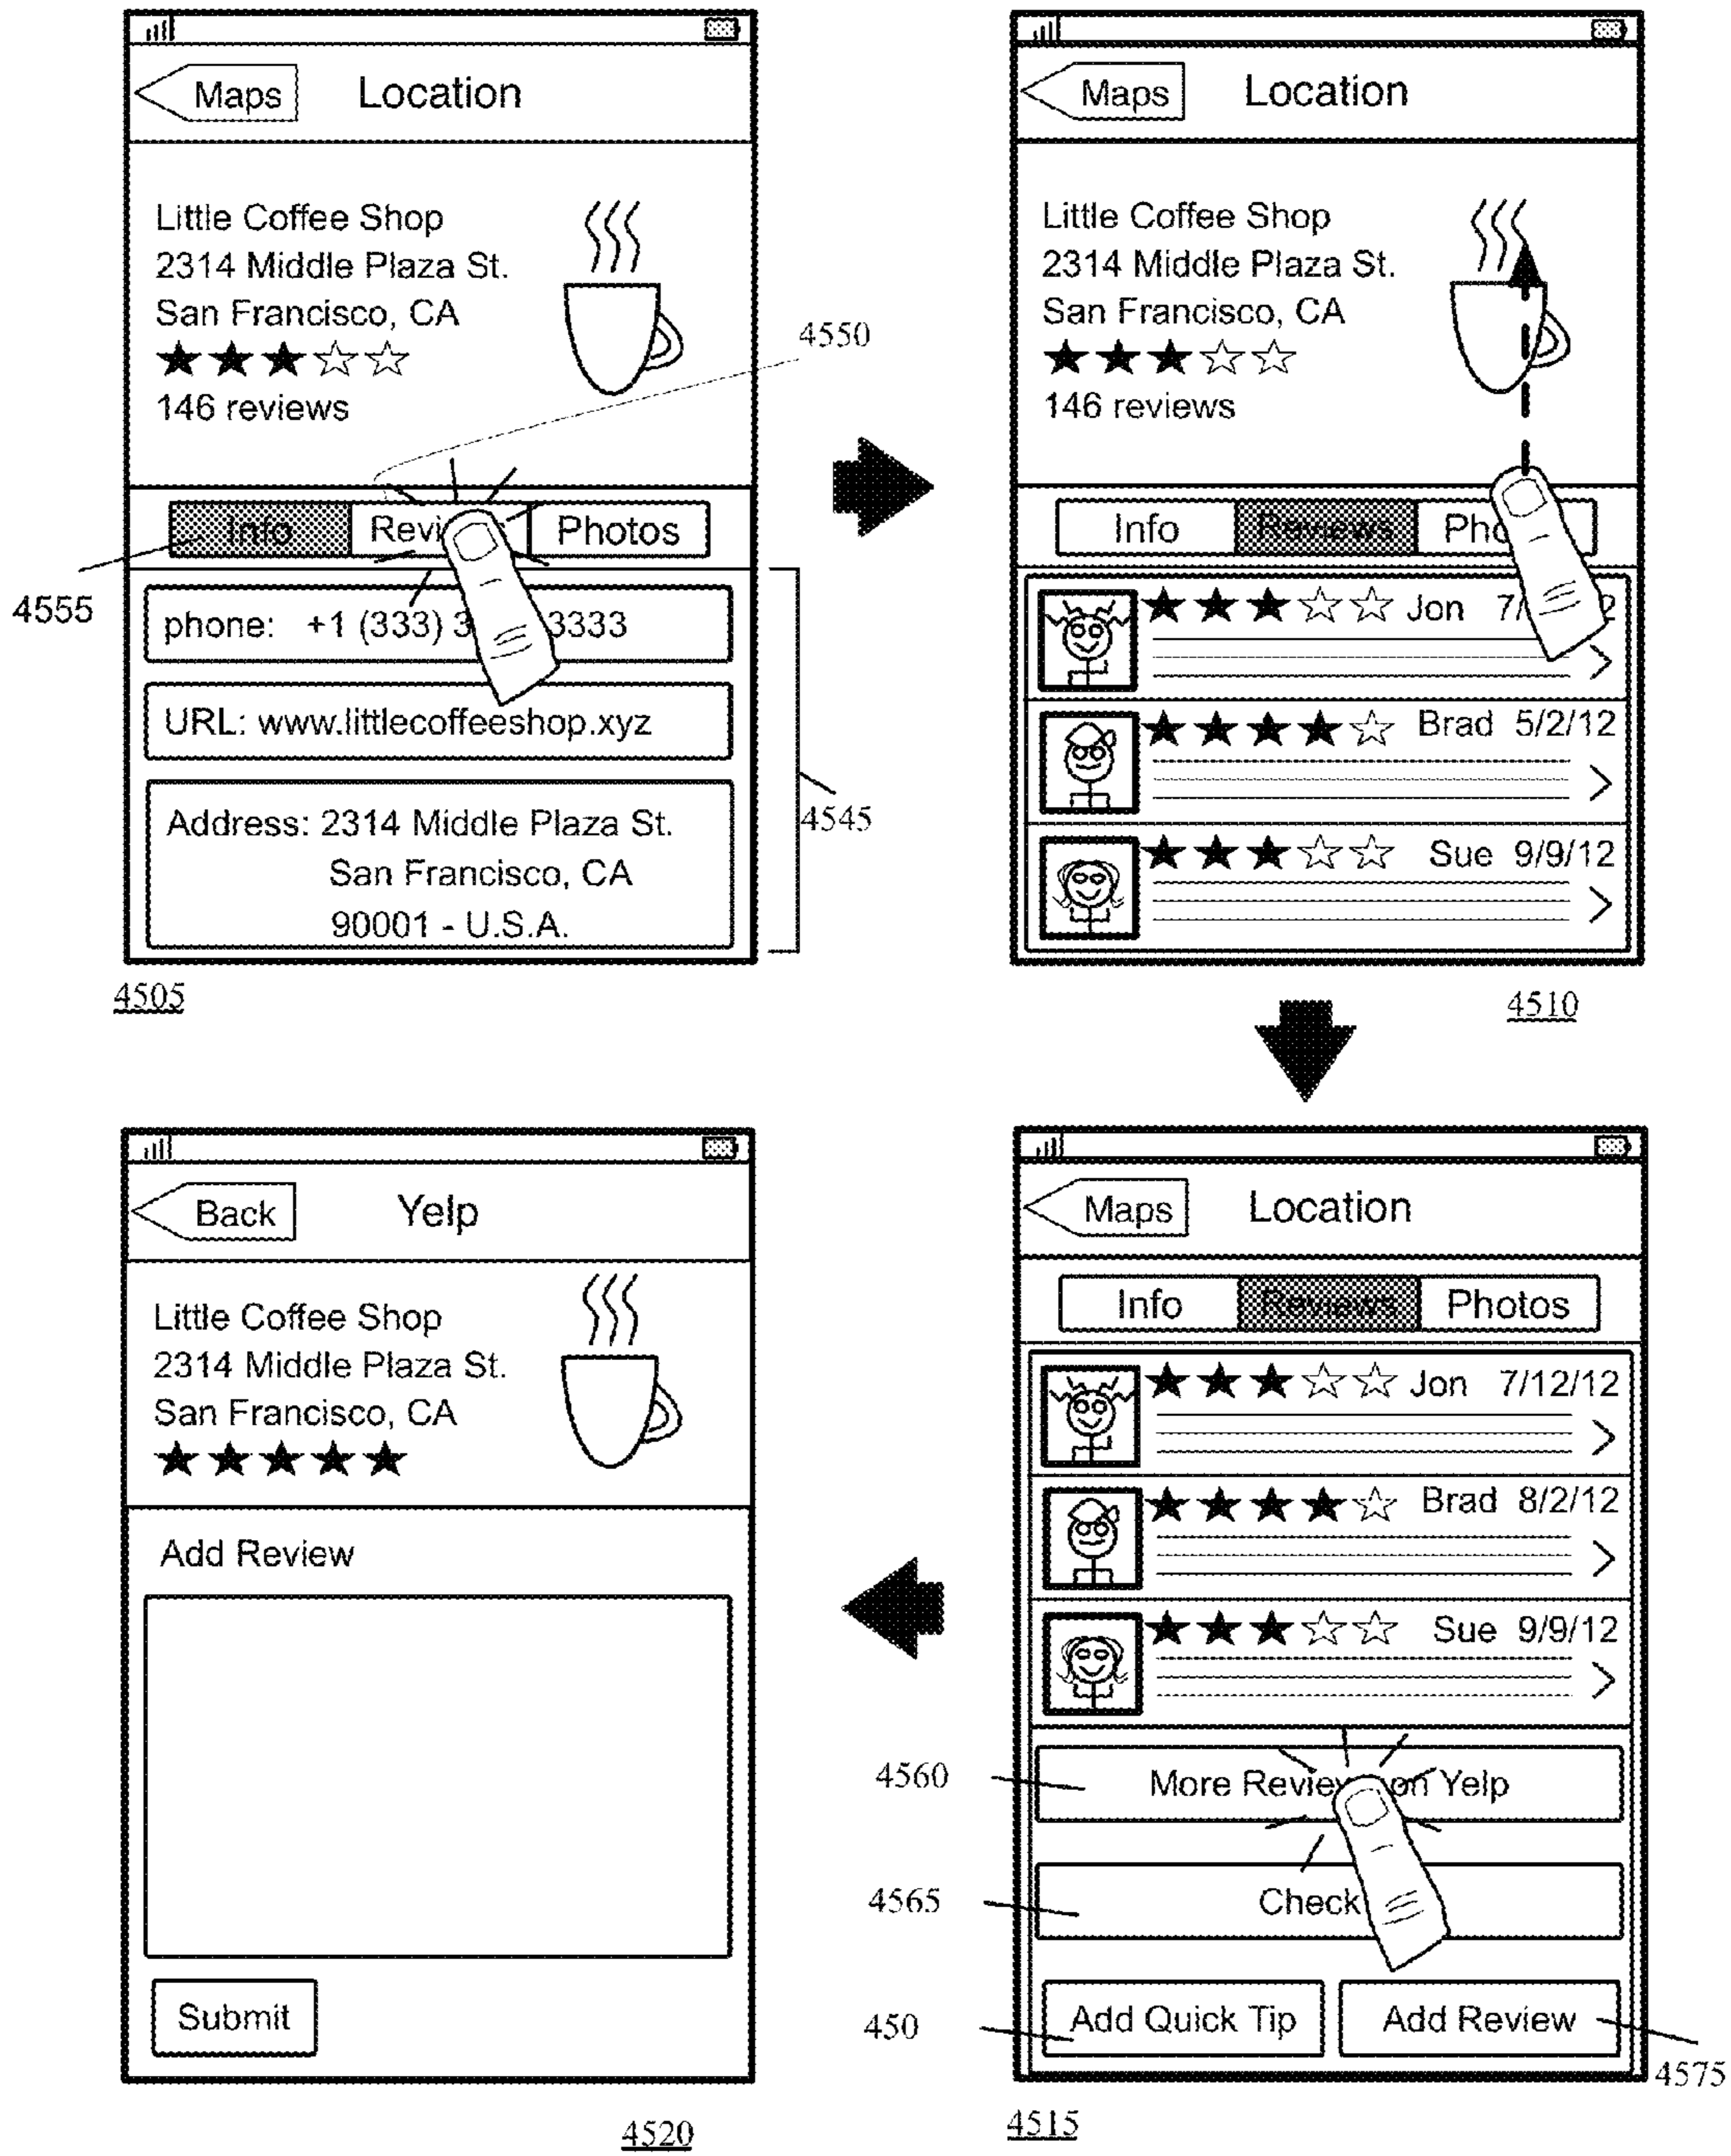 Maps Location
Little Coffee Shop
2314 Middle Plaza St.
San Francisco, CA
146 reviews
4550
Info Photos
4555
phone: +1 (333) 3 3333
URL: www.littlecoffeeshop.xyz
Address: 2314 Middle Plaza St.
San Francisco, CA
90001 - U.S.A.
4545
4505
Maps Location
Little Coffee Shop
2314 Middle Plaza St.
San Francisco, CA
146 reviews
Info Reviews
Jon
Brad 5/2/12
Sue 9/9/12
4510
Maps Location
Info Reviews Photos
Jon 7/12/12
Brad 8/2/12
Sue 9/9/12
4560
More on Yelp
4565
Check
450
Add Quick Tip Add Review
4575
4515
Back Yelp
Little Coffee Shop
2314 Middle Plaza St.
San Francisco, CA
Add Review
Submit
4520